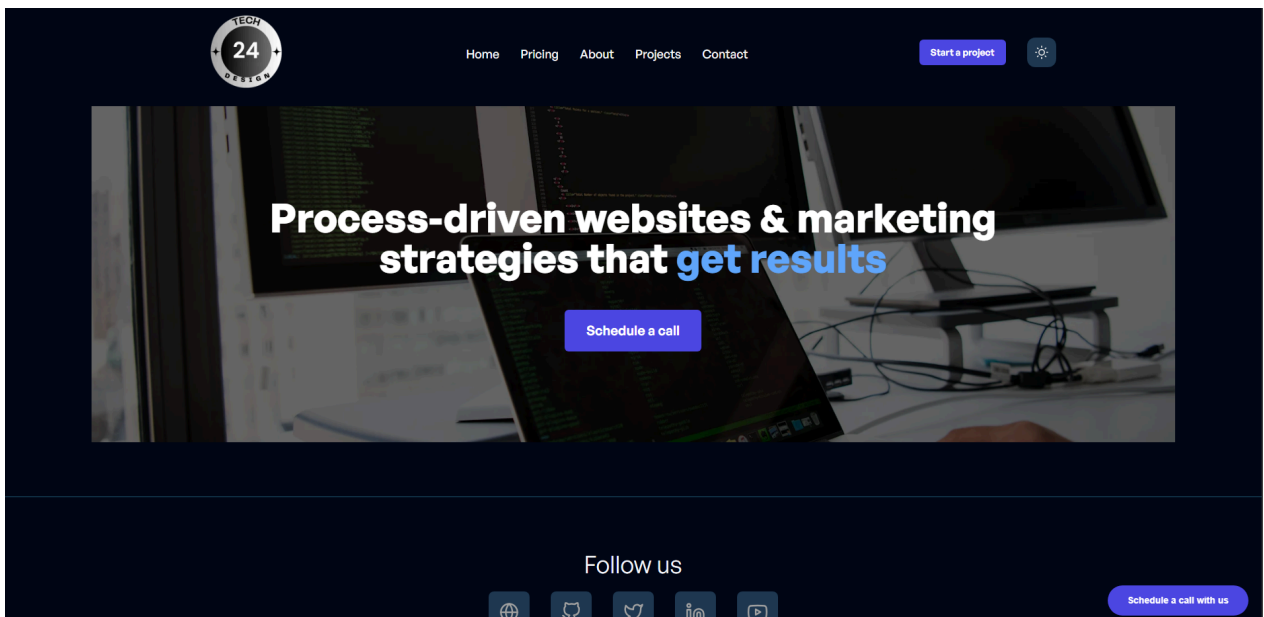 TECH
24
DESIGN
Home Pricing About Projects Contact
Start a project
Process-driven websites & marketing
strategies that get results
Schedule a call
Follow us
Schedule a call with us